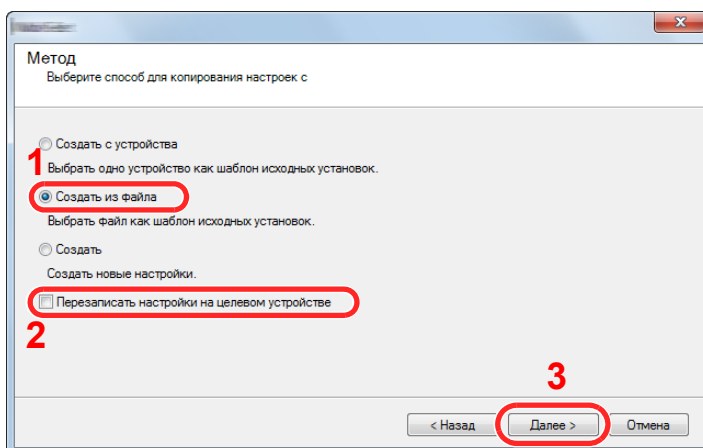 Метод
Выберите способ для копирования настроек с
Создать с устройства
1
Выбрать одно устройство как шаблон исходных установок.
Создать из файла
Выбрать файл как шаблон исходных установок.
Создать
Создать новые настройки.
Перезаписать настройки на целевом устройстве
2
3
< Назад Далее > Отмена